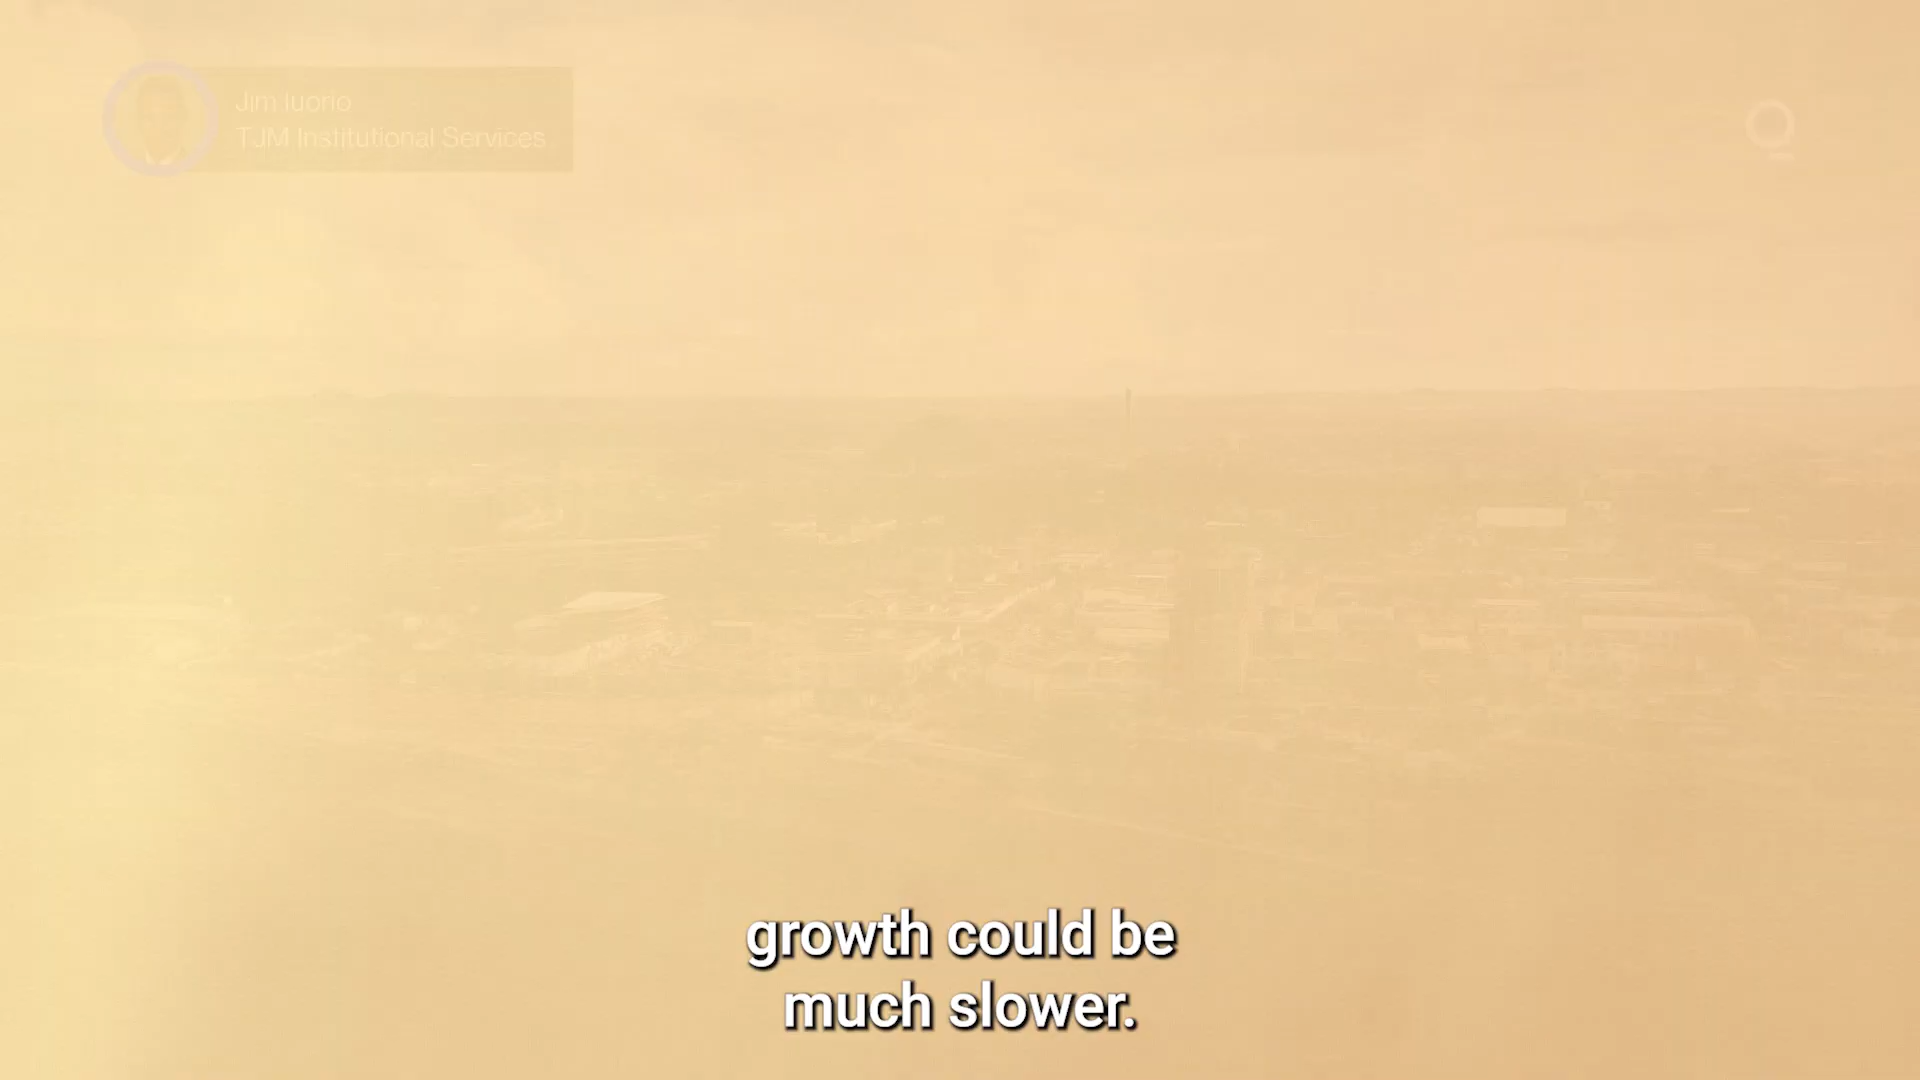 Jim Iuorio
TJM Institutional Services
growth could be
much slower.